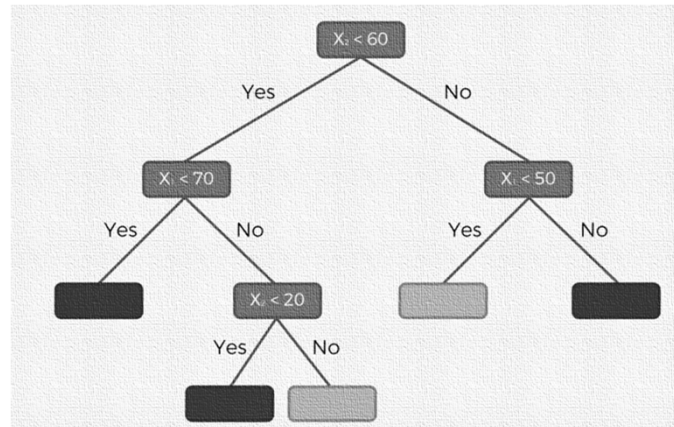 X₂ < 60
Yes
No
X₁ < 70
X₁ < 50
Yes
No
Yes
No
X₂ < 20
Yes
No